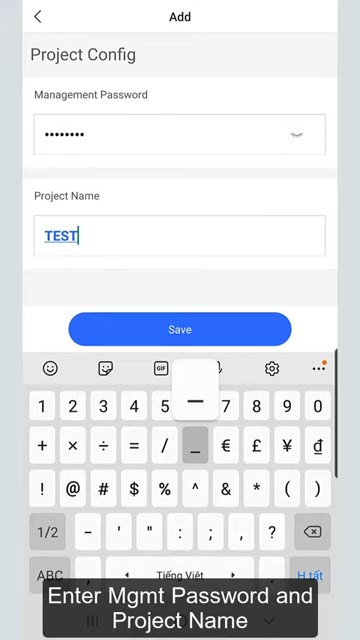 Add
Project Config
Management Password
••••••••
Project Name
TEST
Save
GIF
_
1 2 3 4 5 7 8 9 0
+ × ÷ = / _ € £ ¥ ₫
! @ # $ % ^ & * ( )
1/2 - ' " : ; , ?
ABC , Tiếng Việt . H.tất
Enter Mgmt Password and
Project Name